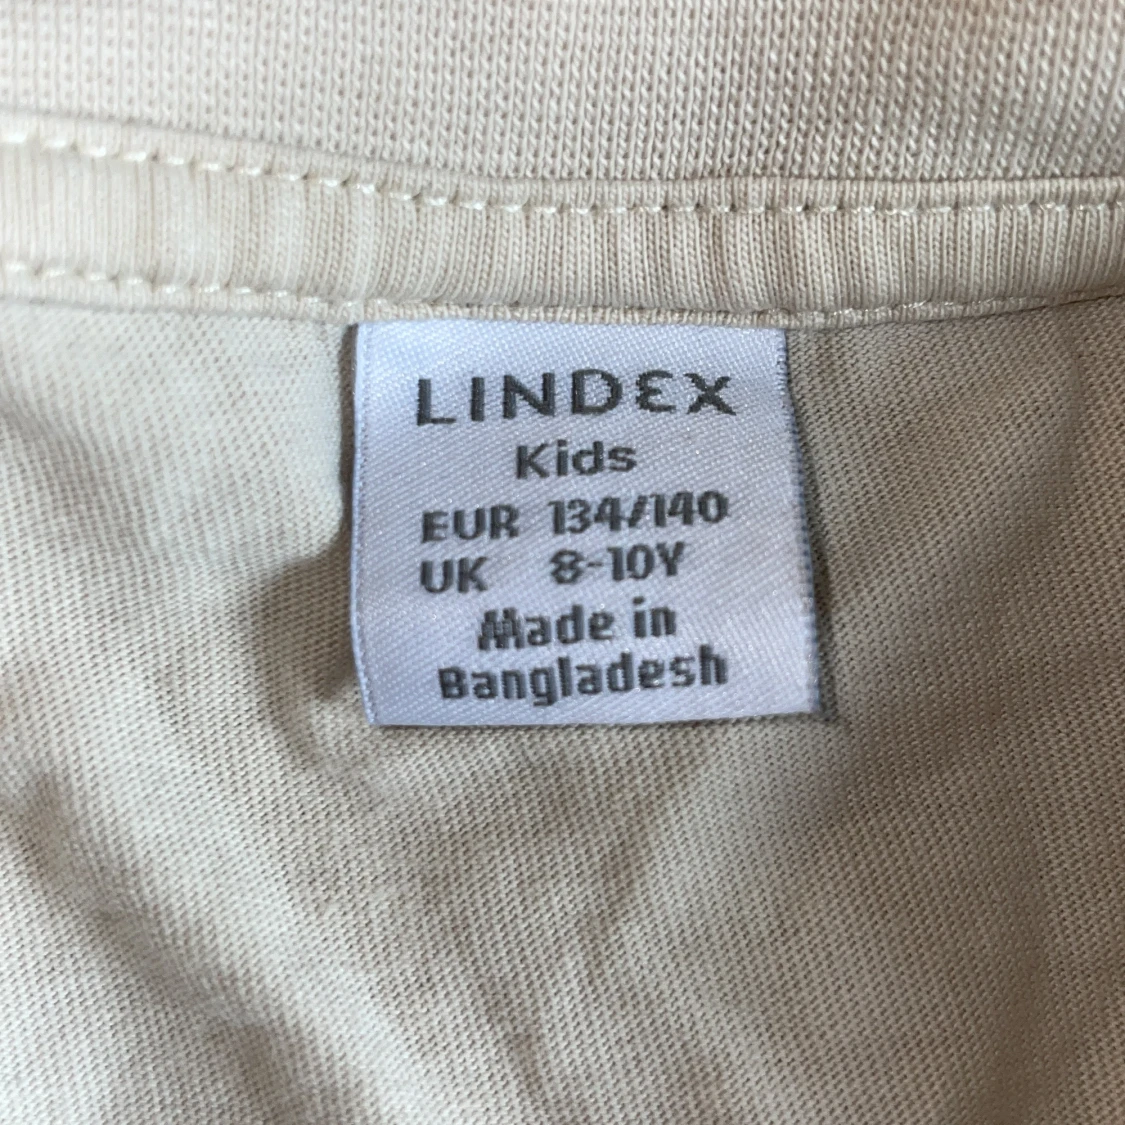 LINDEX
Kids
EUR 134/140
UK 8-10Y
Made in
Bangladesh